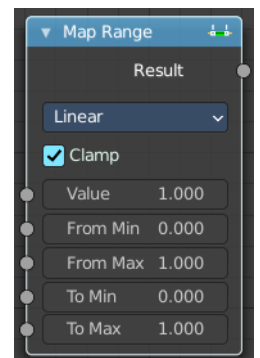 Map Range
Result
Linear
Clamp
Value 1.000
From Min 0.000
From Max 1.000
To Min 0.000
To Max 1.000